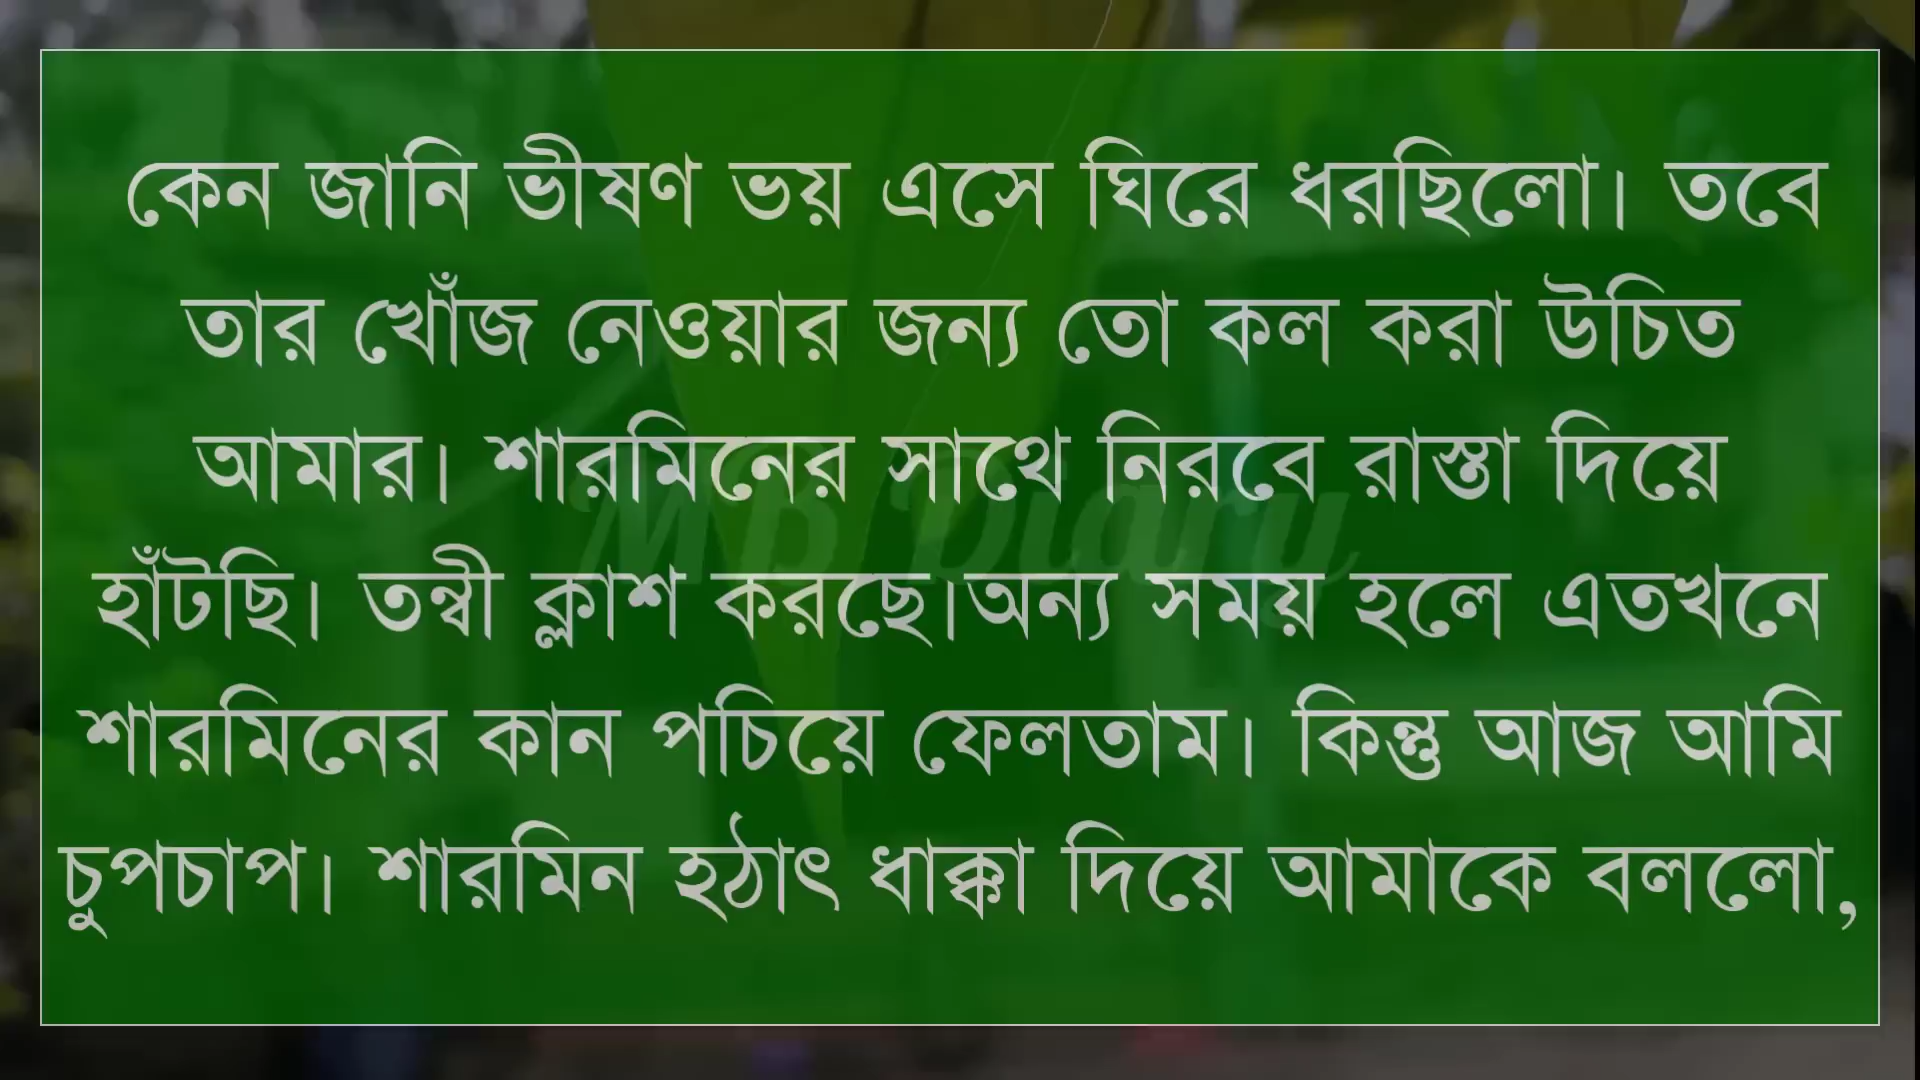 কেন জানি ভীষণ ভয় এসে ঘিরে ধরছিলো। তবে
তার খোঁজ নেওয়ার জন্য তো কল করা উচিত
আমার। শারমিনের সাথে নিরবে রাস্তা দিয়ে
হাঁটছি। তন্বী ক্লাশ করছে।অন্য সময় হলে এতখনে
শারমিনের কান পচিয়ে ফেলতাম। কিন্তু আজ আমি
চুপচাপ। শারমিন হঠাৎ ধাক্কা দিয়ে আমাকে বললো,